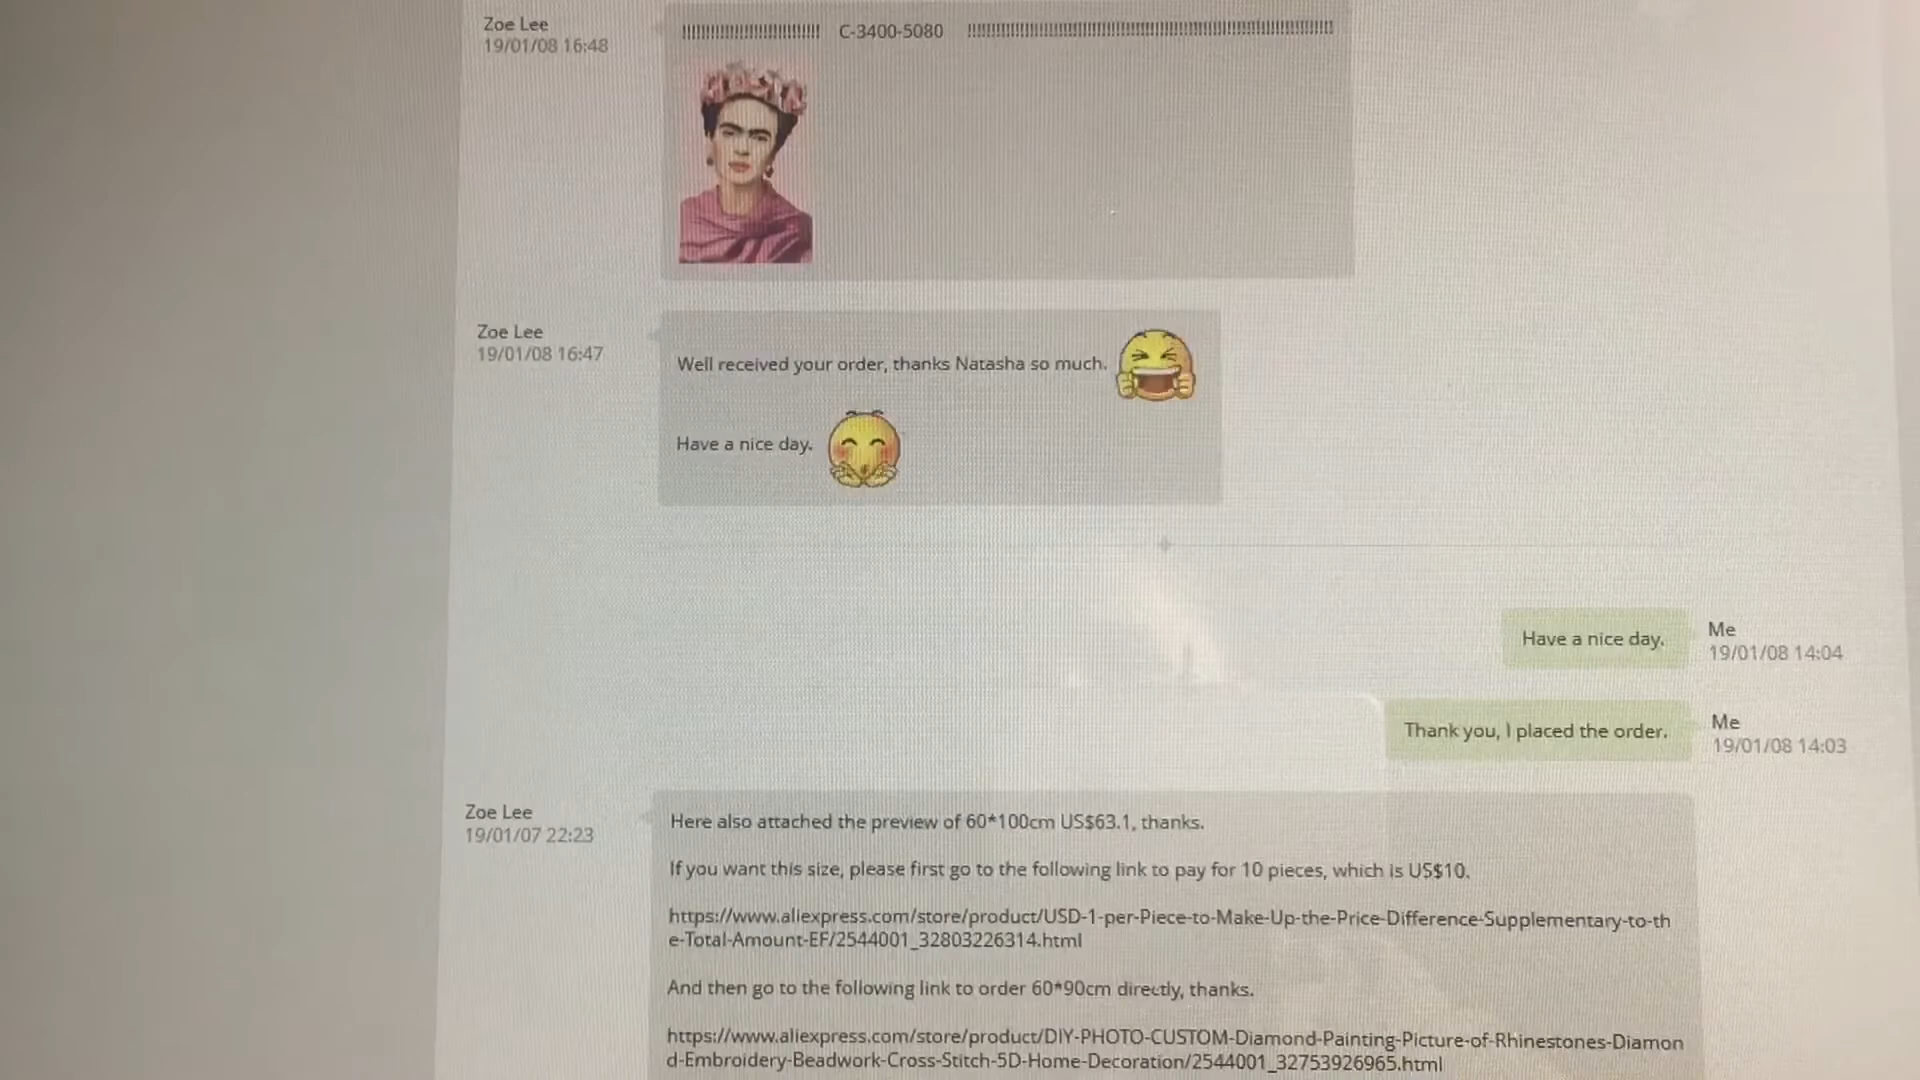 Zoe Lee
19/01/08 16:48
C-3400-5080
Zoe Lee
19/01/08 16:47
Well received your order, thanks Natasha so much.
Have a nice day.
Have a nice day.
Me
19/01/08 14:04
Thank you, I placed the order.
Me
19/01/08 14:03
Zoe Lee
19/01/07 22:23
Here also attached the preview of 60*100cm US$63.1, thanks.
If you want this size, please first go to the following link to pay for 10 pieces, which is US$10.
https://www.aliexpress.com/store/product/USD-1-per-Piece-to-Make-Up-the-Price-Difference-Supplementary-to-th
e-Total-Amount-EF/2544001_32803226314.html
And then go to the following link to order 60*90cm directly, thanks.
https://www.aliexpress.com/store/product/DIY-PHOTO-CUSTOM-Diamond-Painting-Picture-of-Rhinestones-Diamon
d-Embroidery-Beadwork-Cross-Stitch-5D-Home-Decoration/2544001_32753926965.html